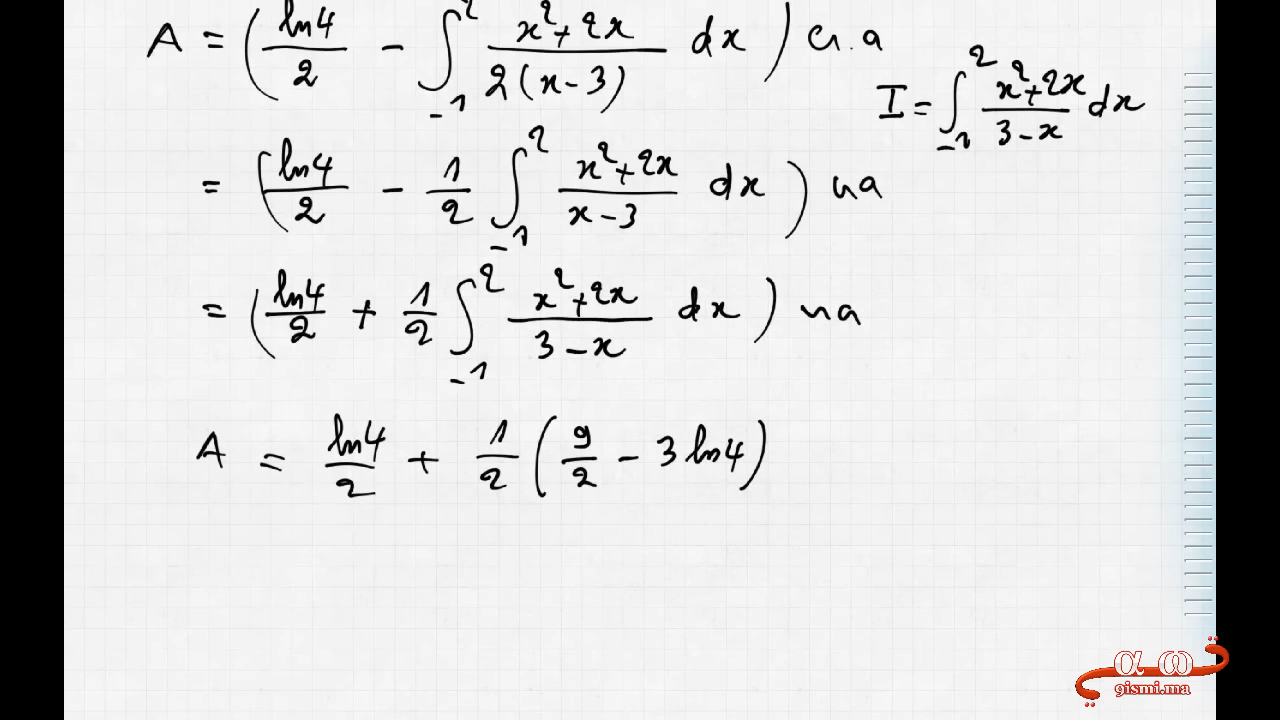 A = ( ln4/2 − ∫_{-1}^{2} (x²+2x)/(2(x−3)) dx ) u.a
I = ∫_{-1}^{2} (x²+2x)/(3−x) dx
= ( ln4/2 − 1/2 ∫_{-1}^{2} (x²+2x)/(x−3) dx ) ua
= ( ln4/2 + 1/2 ∫_{-1}^{2} (x²+2x)/(3−x) dx ) ua
A = ln4/2 + 1/2 ( 9/2 − 3 ln4 )
α ω
9ismi.ma